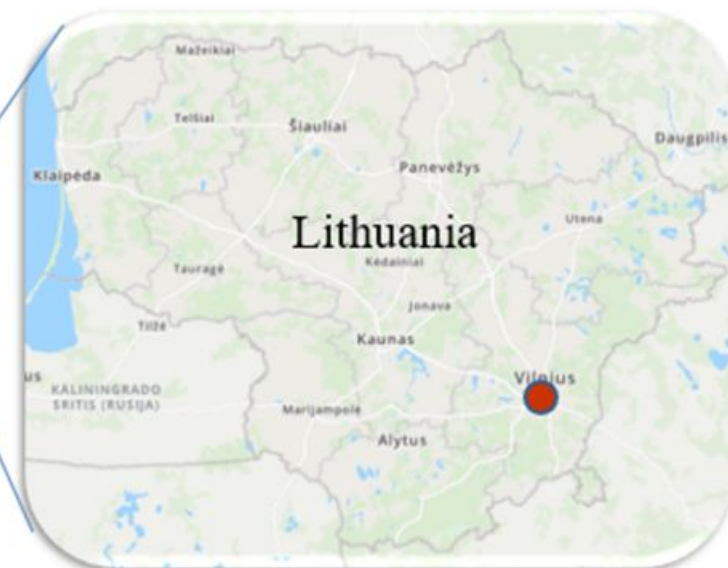 Mažeikiai
Telšiai
Šiauliai
Daugpilis
Panevėžys
Klaipėda
Utena
Lithuania
Kėdainiai
Tauragė
Jonava
Tilžė
Kaunas
Vilnius
us
KALININGRADO
SRITIS (RUSIJA)
Marijampolė
Alytus